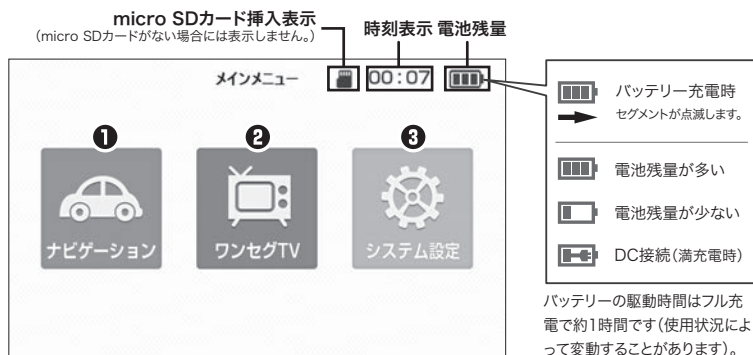 micro SDカード挿入表示
(micro SDカードがない場合には表示しません。)
時刻表示 電池残量
メインメニュー 00:07
❶ ❷ ❸
ナビゲーション ワンセグTV システム設定
バッテリー充電時
セグメントが点滅します。
電池残量が多い
電池残量が少ない
DC接続(満充電時)
バッテリーの駆動時間はフル充
電で約1時間です(使用状況によ
って変動することがあります)。